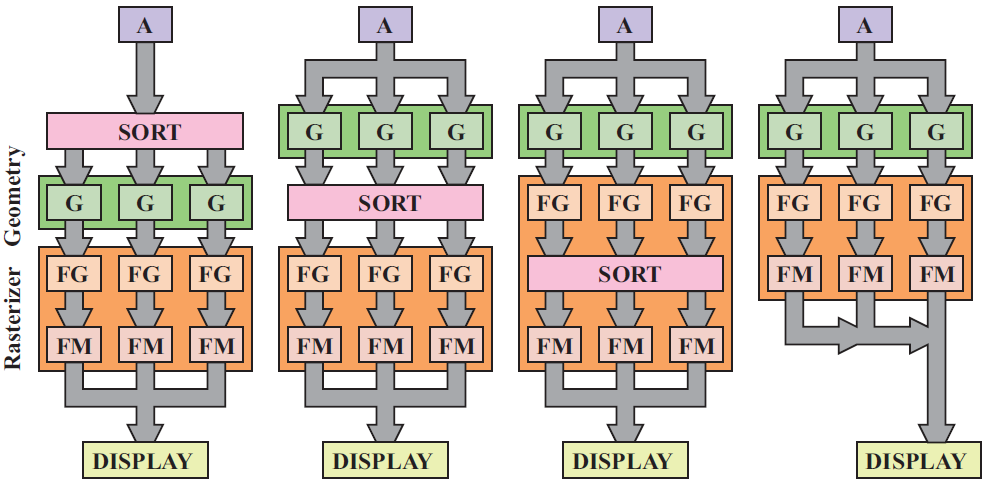 A A A A
G G G G G G G G G
SORT
G G G
SORT
FG FG FG FG FG FG
FG FG FG FG FG FG
SORT
FM FM FM
FM FM FM FM FM FM FM FM FM
DISPLAY DISPLAY DISPLAY DISPLAY
Geometry
Rasterizer